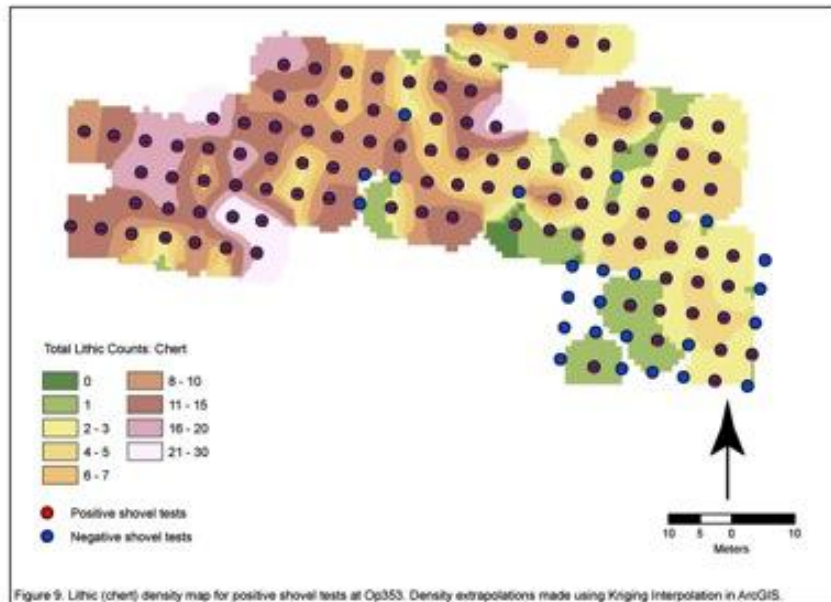 Total Lithic Counts: Chert
0
1
2 - 3
4 - 5
6 - 7
8 - 10
11 - 15
16 - 20
21 - 30
Positive shovel tests
Negative shovel tests
10 5 0 10
Meters
Figure 9. Lithic (chert) density map for positive shovel tests at Op353. Density extrapolations made using Kriging Interpolation in ArcGIS.